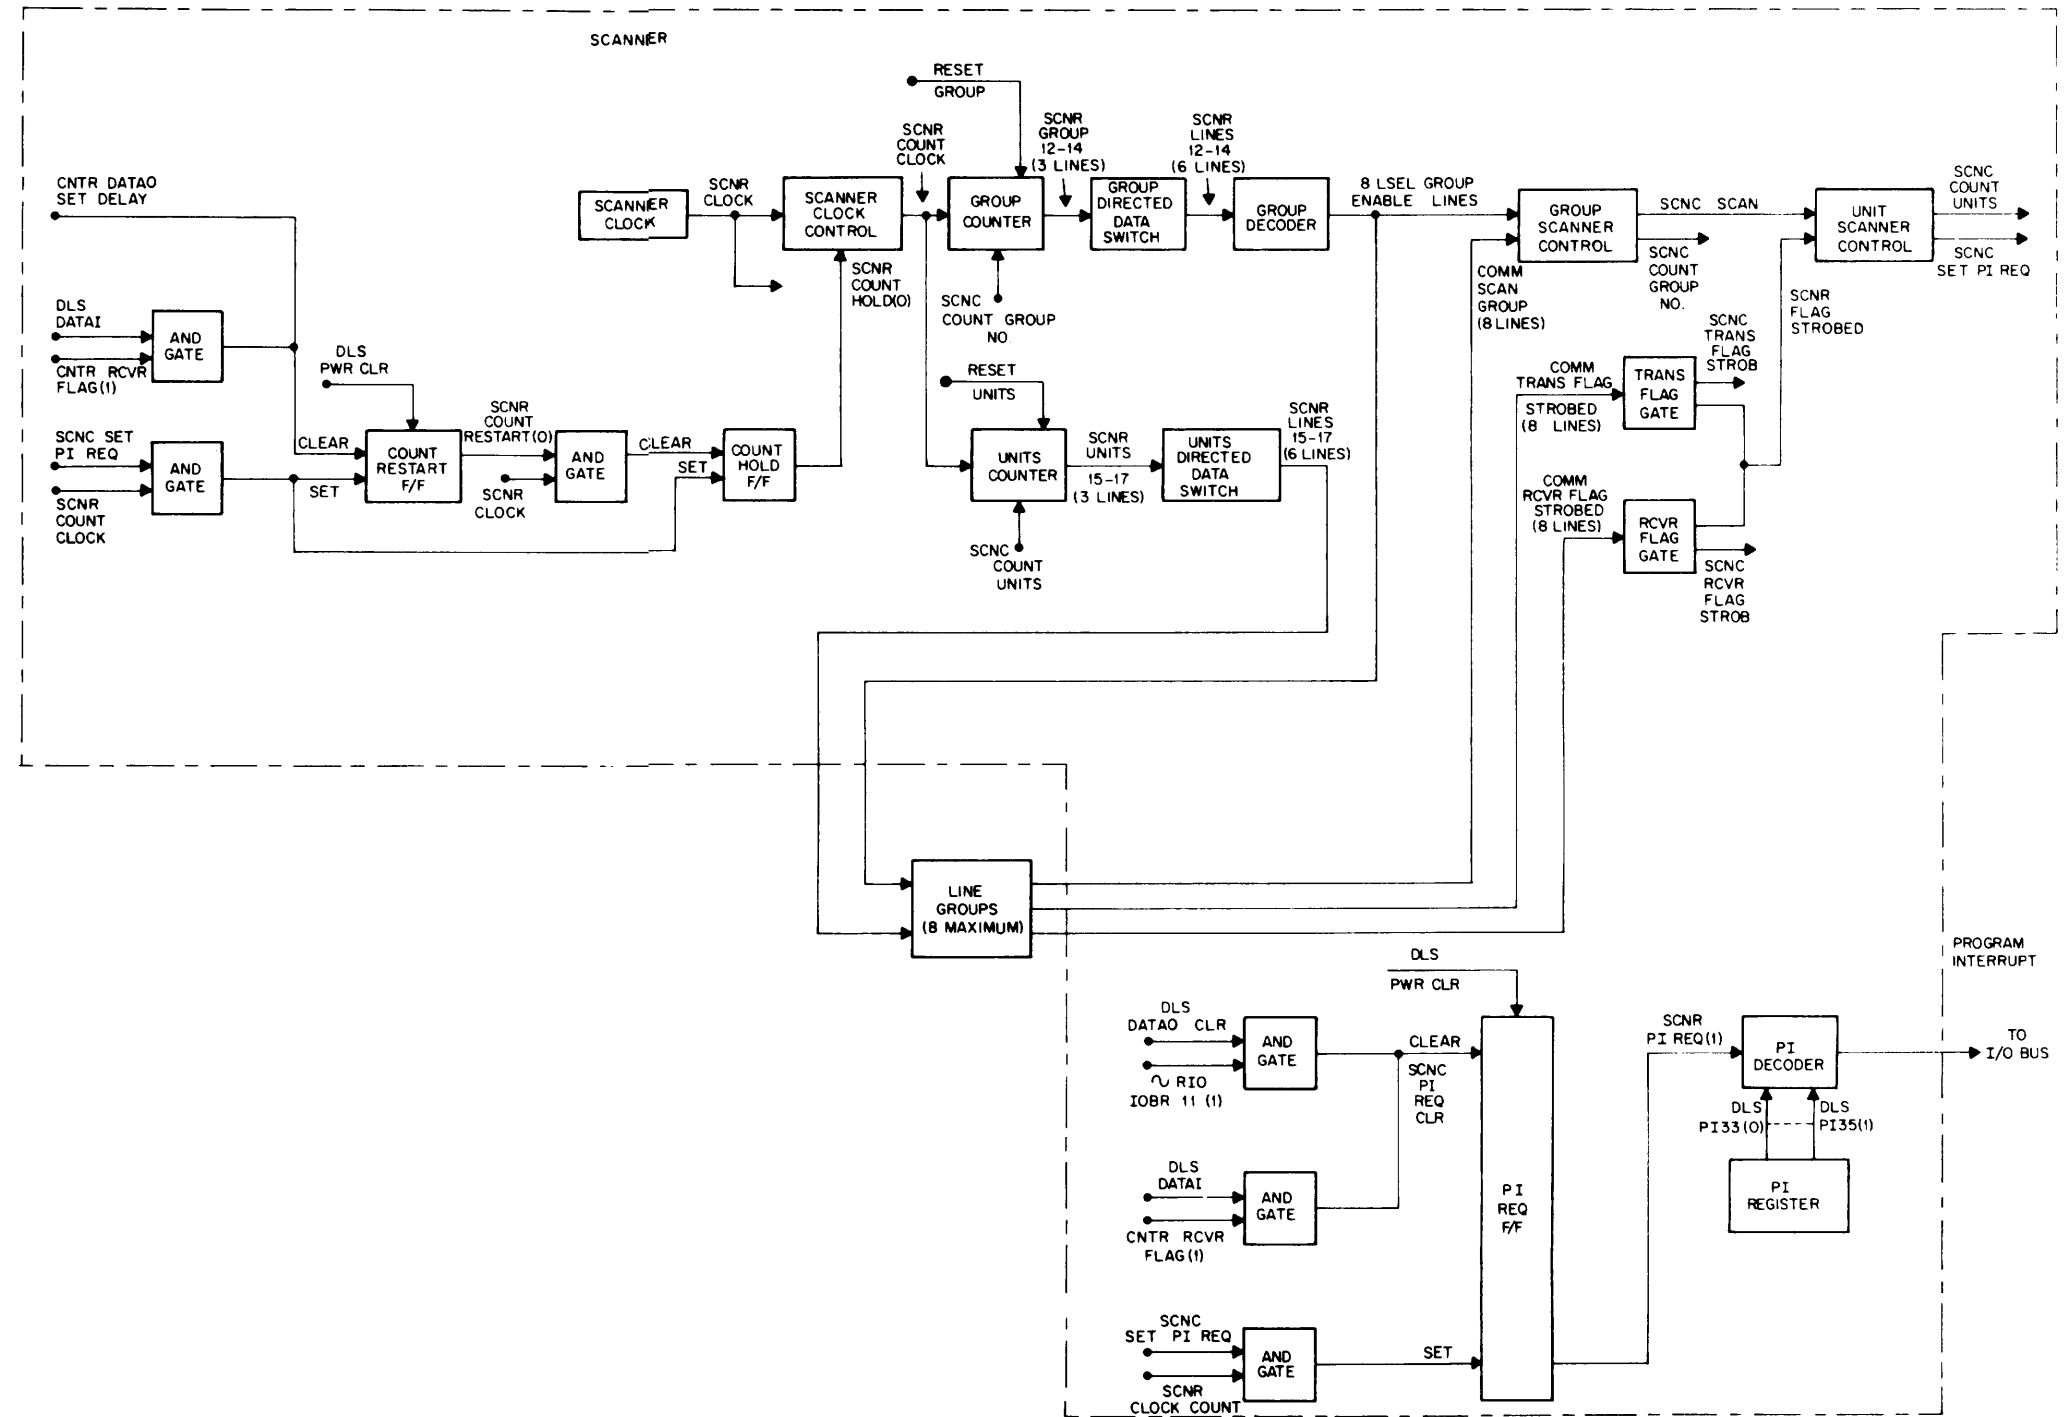 SCANNER
RESET
GROUP
SCNR
COUNT
CLOCK
SCNR
GROUP
12-14
(3 LINES)
SCNR
LINES
12-14
(6 LINES)
CNTR DATAO
SET DELAY
SCANNER
CLOCK
SCNR
CLOCK
SCANNER
CLOCK
CONTROL
GROUP
COUNTER
GROUP
DIRECTED
DATA
SWITCH
GROUP
DECODER
8 LSEL GROUP
ENABLE LINES
GROUP
SCANNER
CONTROL
SCNC SCAN
UNIT
SCANNER
CONTROL
SCNC
COUNT
UNITS
SCNC
SET PI REQ
SCNR
COUNT
HOLD(0)
SCNC
COUNT GROUP
NO.
COMM
SCAN
GROUP
(8 LINES)
SCNC
COUNT
GROUP
NO.
SCNR
FLAG
STROBED
DLS
DATAI
CNTR RCVR
FLAG(1)
AND
GATE
DLS
PWR CLR
RESET
UNITS
COMM
TRANS FLAG
STROBED
(8 LINES)
TRANS
FLAG
GATE
SCNC
TRANS
FLAG
STROB
SCNC SET
PI REQ
SCNR
COUNT
CLOCK
AND
GATE
CLEAR
SET
COUNT
RESTART
F/F
SCNR
COUNT
RESTART(0)
SCNR
CLOCK
AND
GATE
CLEAR
SET
COUNT
HOLD
F/F
UNITS
COUNTER
SCNR
UNITS
15-17
(3 LINES)
UNITS
DIRECTED
DATA
SWITCH
SCNR
LINES
15-17
(6 LINES)
SCNC
COUNT
UNITS
COMM
RCVR FLAG
STROBED
(8 LINES)
RCVR
FLAG
GATE
SCNC
RCVR
FLAG
STROB
LINE
GROUPS
(8 MAXIMUM)
PROGRAM
INTERRUPT
DLS
PWR CLR
DLS
DATAO CLR
∿ RIO
IOBR 11 (1)
AND
GATE
CLEAR
SCNC
PI
REQ
CLR
DLS
DATAI
CNTR RCVR
FLAG(1)
AND
GATE
SCNC
SET PI REQ
SCNR
CLOCK COUNT
AND
GATE
SET
PI
REQ
F/F
SCNR
PI REQ(1)
PI
DECODER
TO
I/O BUS
DLS
PI33(0)
DLS
PI35(1)
PI
REGISTER